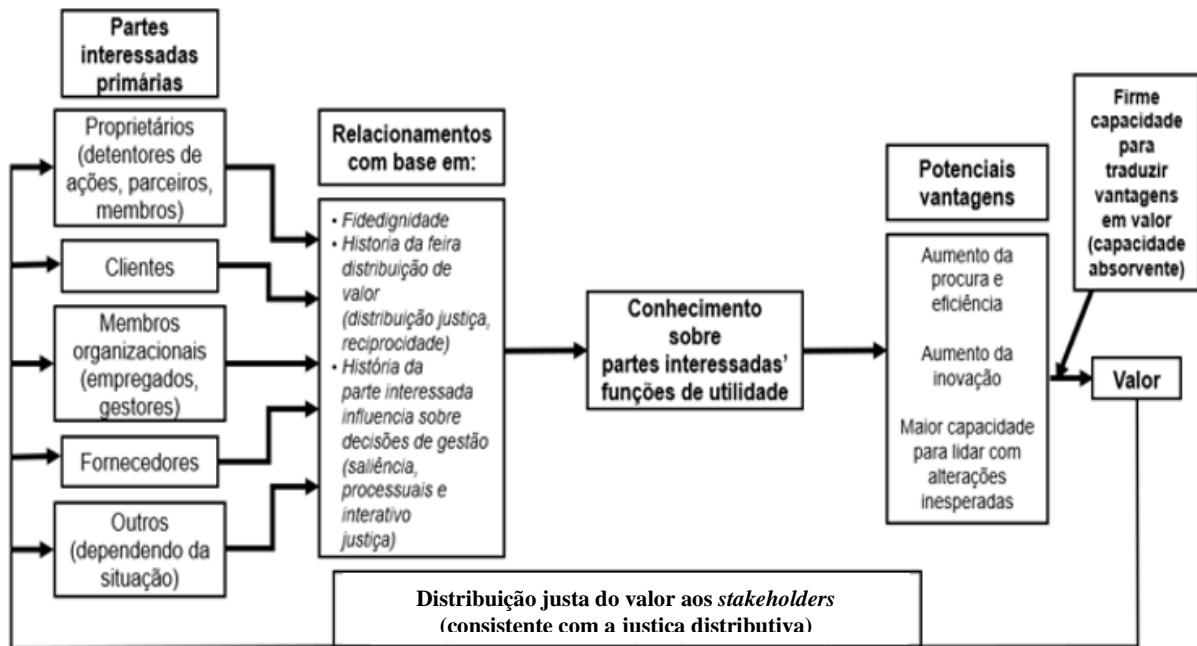 Partes
interessadas
primárias
Proprietários
(detentores de
ações, parceiros,
membros)
Clientes
Membros
organizacionais
(empregados,
gestores)
Fornecedores
Outros
(dependendo da
situação)
Relacionamentos
com base em:
• Fidedignidade
• Historia da feira
distribuição de
valor
(distribuição justiça,
reciprocidade)
• História da
parte interessada
influencia sobre
decisões de gestão
(saliência,
processuais e
interativo
justiça)
Conhecimento
sobre
partes interessadas’
funções de utilidade
Potenciais
vantagens
Aumento da
procura e
eficiência
Aumento da
inovação
Maior capacidade
para lidar com
alterações
inesperadas
Firme
capacidade
para
traduzir
vantagens
em valor
(capacidade
absorvente)
Valor
Distribuição justa do valor aos stakeholders
(consistente com a justiça distributiva)